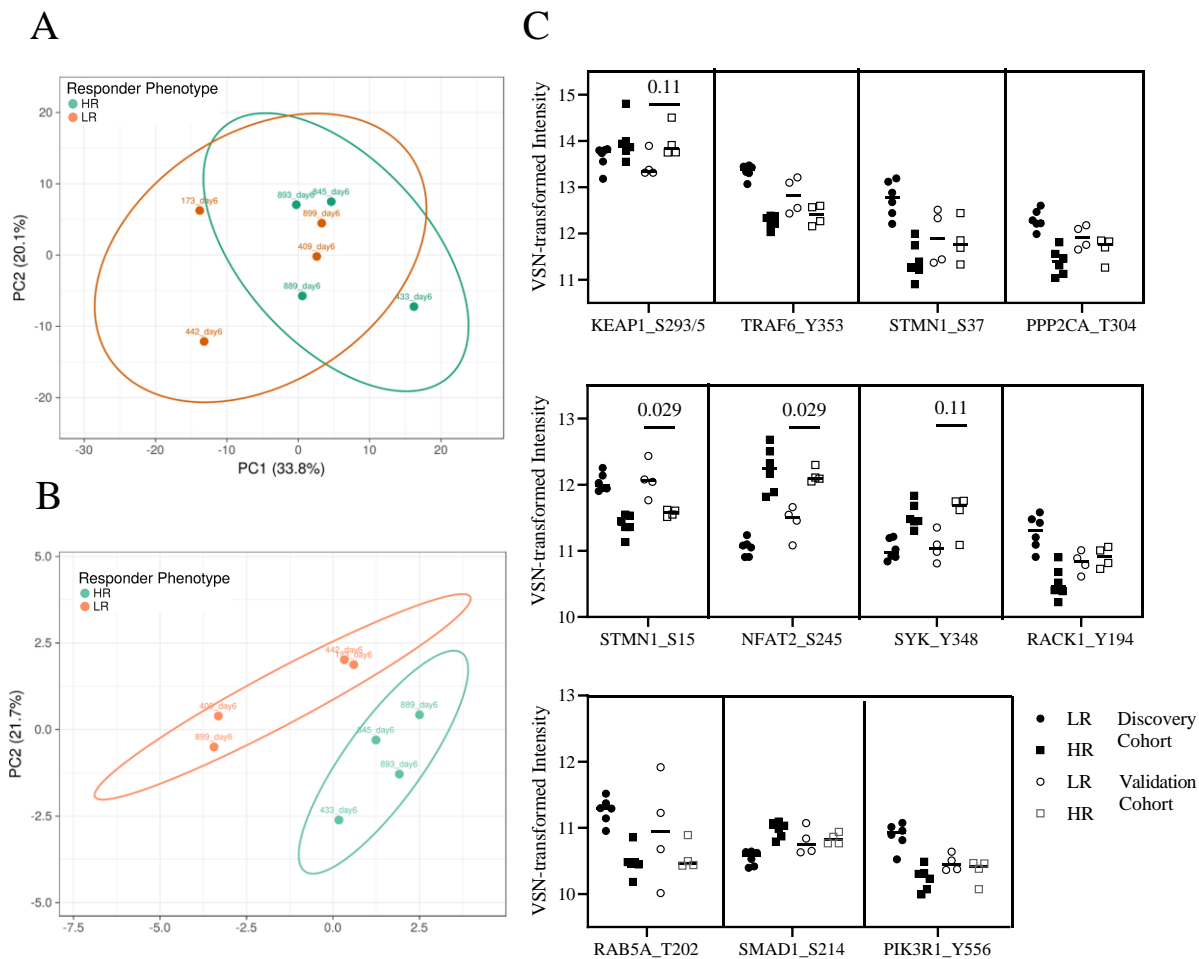 A
Responder Phenotype
HR
LR
20
10
0
-10
-20
PC2 (20.1%)
893_day6
845_day6
173_day6
899_day6
409_day6
889_day6
433_day6
442_day6
-30
-20
-10
0
10
20
PC1 (33.8%)
B
Responder Phenotype
HR
LR
5.0
2.5
0.0
-2.5
-5.0
PC2 (21.7%)
442_day6
889_day6
409_day6
845_day6
899_day6
893_day6
433_day6
-7.5
-5.0
-2.5
0.0
2.5
C
VSN-transformed Intensity
15
14
13
12
11
0.11
KEAP1_S293/5
TRAF6_Y353
STMN1_S37
PPP2CA_T304
VSN-transformed Intensity
13
12
11
10
0.029
0.029
0.11
STMN1_S15
NFAT2_S245
SYK_Y348
RACK1_Y194
VSN-transformed Intensity
13
12
11
10
RAB5A_T202
SMAD1_S214
PIK3R1_Y556
LR
HR
Discovery
Cohort
LR
HR
Validation
Cohort